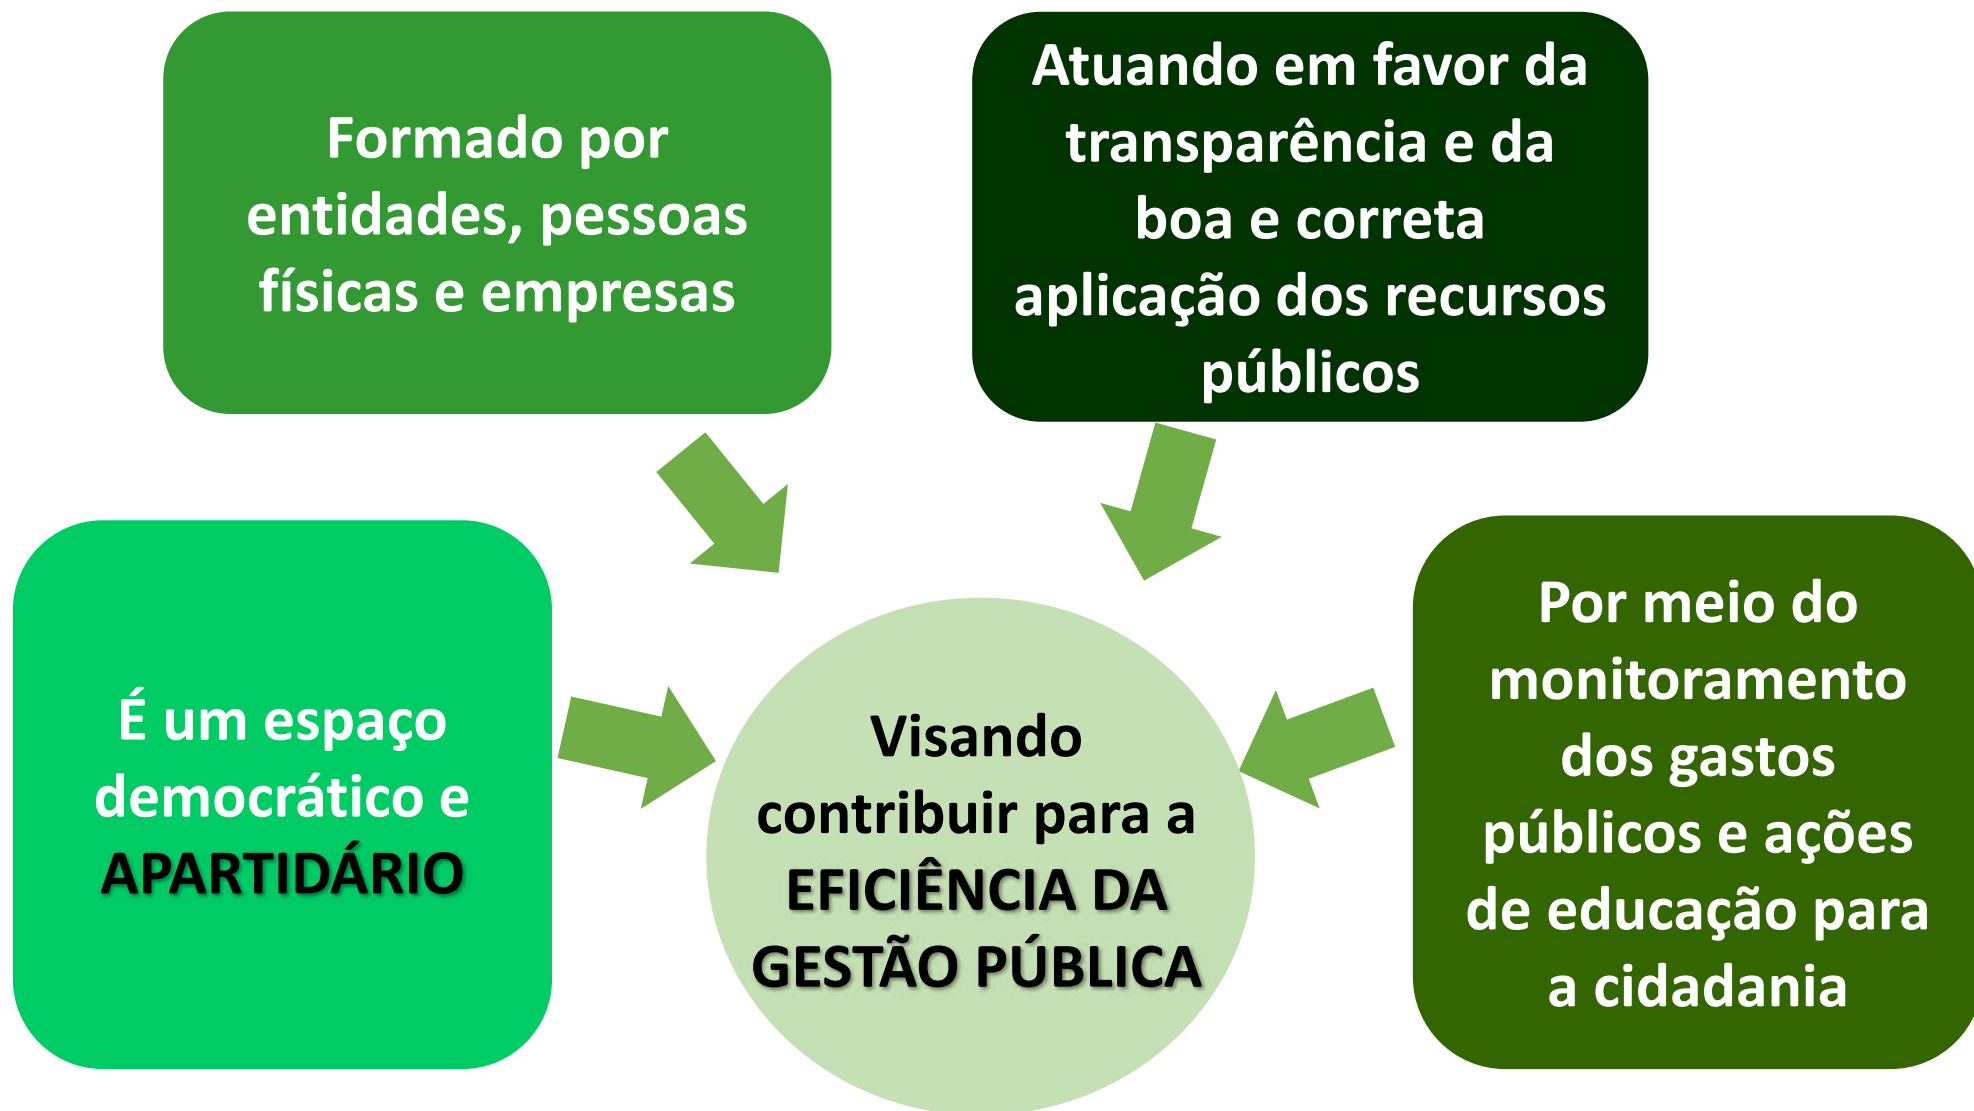 Formado por
entidades, pessoas
físicas e empresas
Atuando em favor da
transparência e da
boa e correta
aplicação dos recursos
públicos
É um espaço
democrático e
APARTIDÁRIO
Visando
contribuir para a
EFICIÊNCIA DA
GESTÃO PÚBLICA
Por meio do
monitoramento
dos gastos
públicos e ações
de educação para
a cidadania